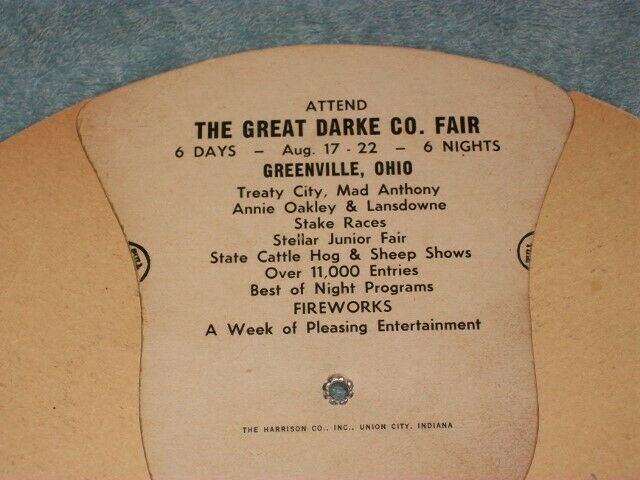 ATTEND
THE GREAT DARKE CO. FAIR
6 DAYS — Aug. 17 - 22 — 6 NIGHTS
GREENVILLE, OHIO
Treaty City, Mad Anthony
Annie Oakley & Lansdowne
Stake Races
Stellar Junior Fair
State Cattle Hog & Sheep Shows
Over 11,000 Entries
Best of Night Programs
FIREWORKS
A Week of Pleasing Entertainment
THE HARRISON CO., INC., UNION CITY, INDIANA